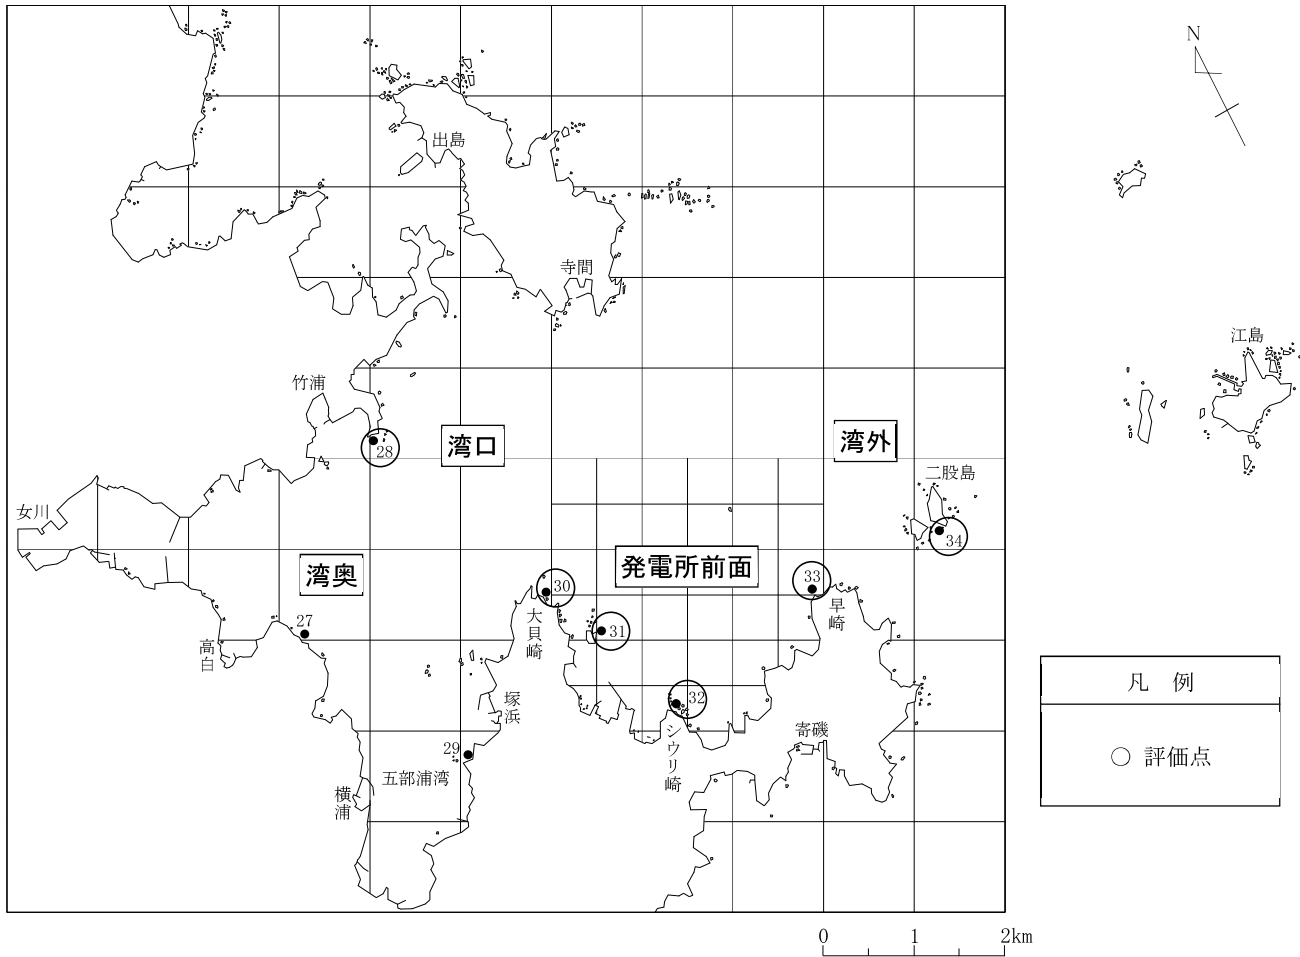 N
出島
寺間
江島
竹浦
28
湾口
湾外
二股島
34
女川
湾奥
発電所前面
30
33
大貝崎
早崎
27
31
高白
32
塚浜
シウリ崎
寄磯
29
五部浦湾
横浦
凡 例
○ 評価点
0 1 2km